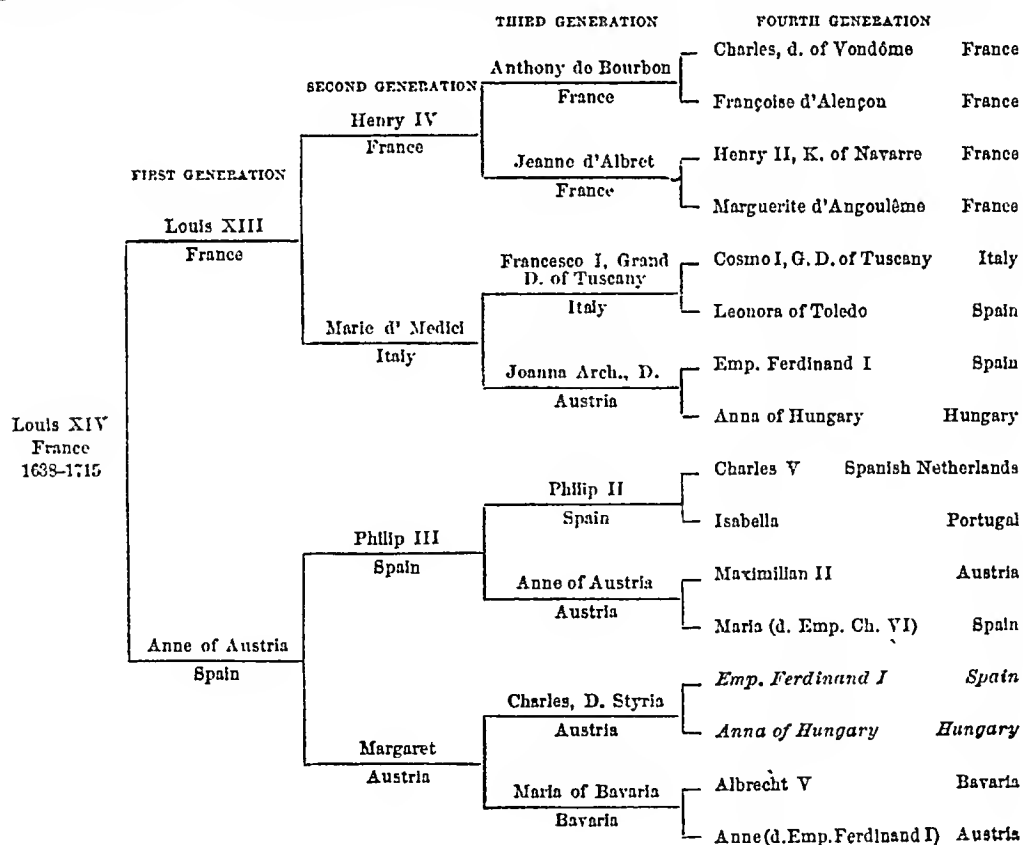 THIRD GENERATION
FOURTH GENERATION
SECOND GENERATION
FIRST GENERATION
Louis XIV
France
1638–1715
Louis XIII
France
Anne of Austria
Spain
Henry IV
France
Marie d' Medici
Italy
Philip III
Spain
Margaret
Austria
Anthony de Bourbon
France
Jeanne d'Albret
France
Francesco I, Grand
D. of Tuscany
Italy
Joanna Arch., D.
Austria
Philip II
Spain
Anne of Austria
Austria
Charles, D. Styria
Austria
Maria of Bavaria
Bavaria
Charles, d. of Vondôme France
Françoise d'Alençon France
Henry II, K. of Navarre France
Marguerite d'Angoulême France
Cosmo I, G. D. of Tuscany Italy
Leonora of Toledo Spain
Emp. Ferdinand I Spain
Anna of Hungary Hungary
Charles V Spanish Netherlands
Isabella Portugal
Maximilian II Austria
Maria (d. Emp. Ch. VI) Spain
Emp. Ferdinand I Spain
Anna of Hungary Hungary
Albrecht V Bavaria
Anne (d. Emp. Ferdinand I) Austria